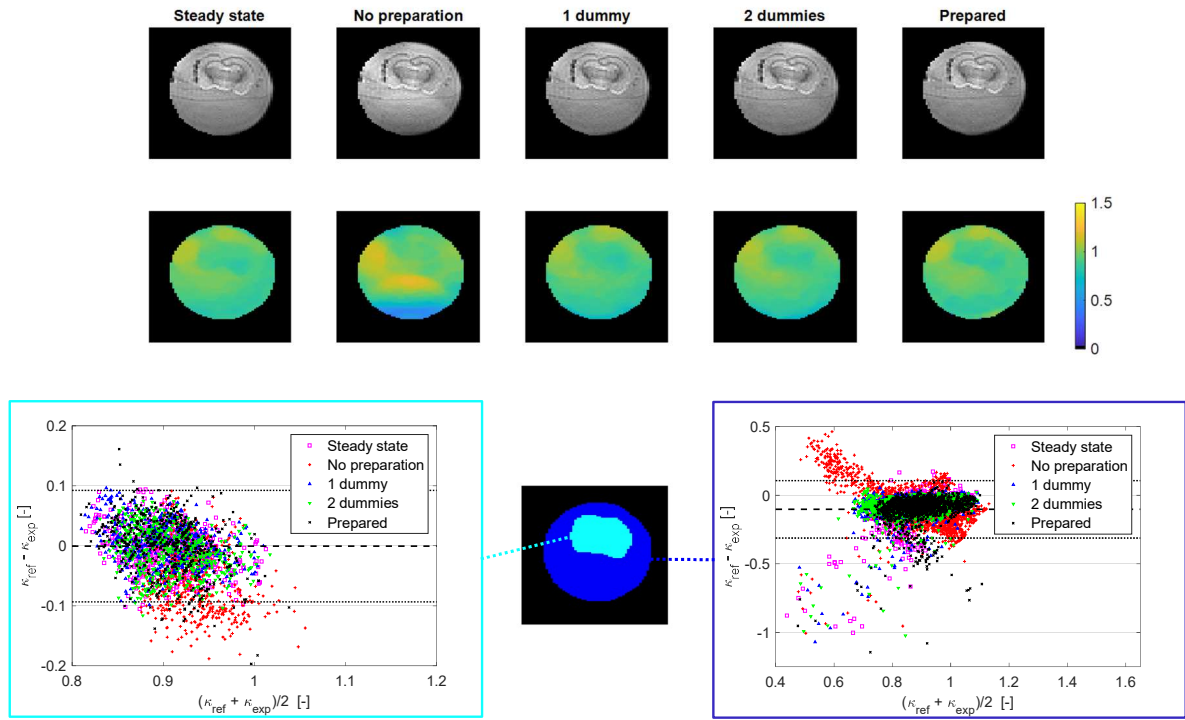 Steady state No preparation 1 dummy 2 dummies Prepared
1.5
1
0.5
0
0.2
0.1
0
-0.1
-0.2
0.8 0.9 1 1.1 1.2
κref - κexp [-]
(κref + κexp)/2 [-]
Steady state
No preparation
1 dummy
2 dummies
Prepared
0.5
0
-0.5
-1
0.4 0.6 0.8 1 1.2 1.4 1.6
κref - κexp [-]
(κref + κexp)/2 [-]
Steady state
No preparation
1 dummy
2 dummies
Prepared